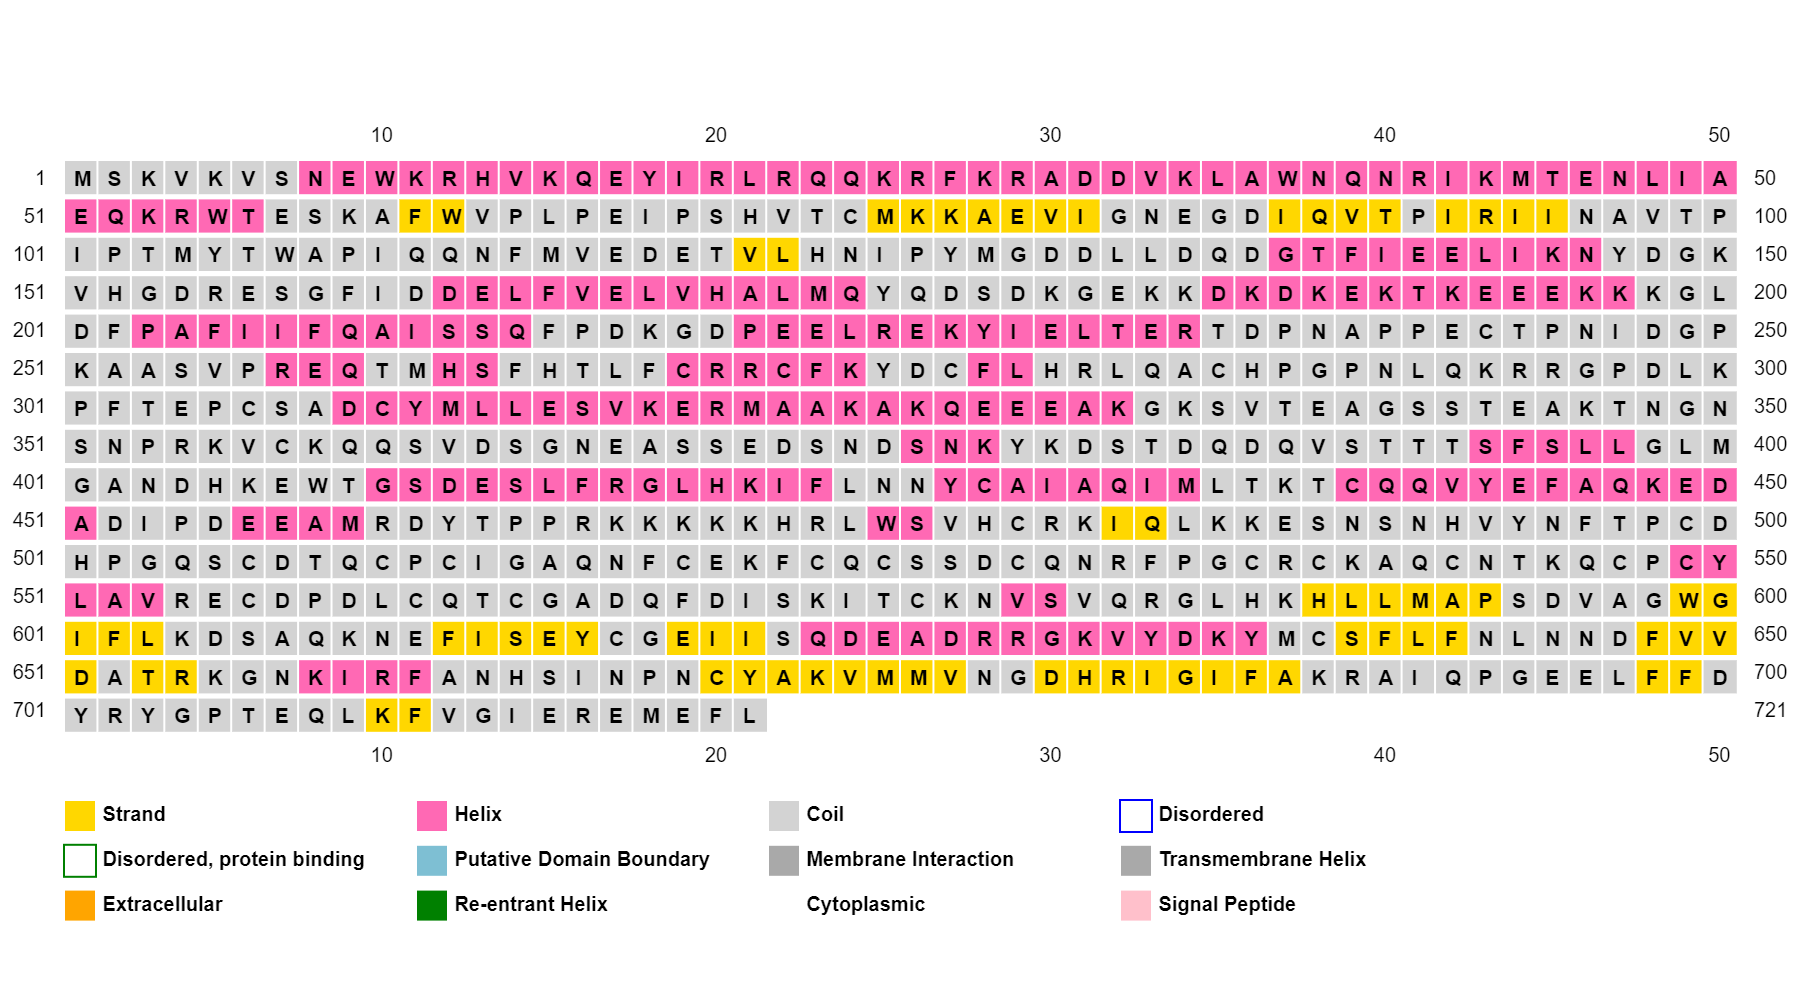 10 20 30 40 50
1 M S K V K V S N E W K R H V K Q E Y I R L R Q Q K R F K R A D D V K L A W N Q N R I K M T E N L I A 50
51 E Q K R W T E S K A F W V P L P E I P S H V T C M K K A E V I G N E G D I Q V T P I R I I N A V T P 100
101 I P T M Y T W A P I Q Q N F M V E D E T V L H N I P Y M G D D L L D Q D G T F I E E L I K N Y D G K 150
151 V H G D R E S G F I D D E L F V E L V H A L M Q Y Q D S D K G E K K D K D K E K T K E E E K K K G L 200
201 D F P A F I I F Q A I S S Q F P D K G D P E E L R E K Y I E L T E R T D P N A P P E C T P N I D G P 250
251 K A A S V P R E Q T M H S F H T L F C R R C F K Y D C F L H R L Q A C H P G P N L Q K R R G P D L K 300
301 P F T E P C S A D C Y M L L E S V K E R M A A K A K Q E E E A K G K S V T E A G S S T E A K T N G N 350
351 S N P R K V C K Q Q S V D S G N E A S S E D S N D S N K Y K D S T D Q D Q V S T T T S F S L L G L M 400
401 G A N D H K E W T G S D E S L F R G L H K I F L N N Y C A I A Q I M L T K T C Q Q V Y E F A Q K E D 450
451 A D I P D E E A M R D Y T P P R K K K K K H R L W S V H C R K I Q L K K E S N S N H V Y N F T P C D 500
501 H P G Q S C D T Q C P C I G A Q N F C E K F C Q C S S D C Q N R F P G C R C K A Q C N T K Q C P C Y 550
551 L A V R E C D P D L C Q T C G A D Q F D I S K I T C K N V S V Q R G L H K H L L M A P S D V A G W G 600
601 I F L K D S A Q K N E F I S E Y C G E I I S Q D E A D R R G K V Y D K Y M C S F L F N L N N D F V V 650
651 D A T R K G N K I R F A N H S I N P N C Y A K V M M V N G D H R I G I F A K R A I Q P G E E L F F D 700
701 Y R Y G P T E Q L K F V G I E R E M E F L 721
10 20 30 40 50
Strand Helix Coil Disordered
Disordered, protein binding Putative Domain Boundary Membrane Interaction Transmembrane Helix
Extracellular Re-entrant Helix Cytoplasmic Signal Peptide